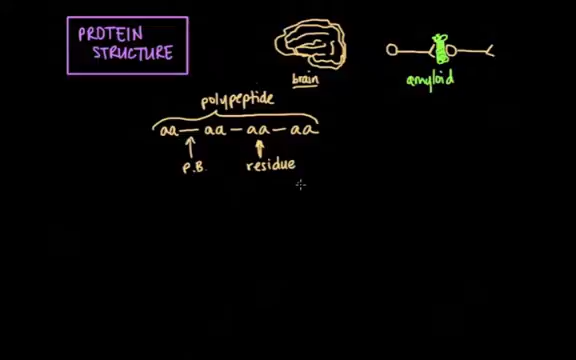 PROTEIN
STRUCTURE
brain
amyloid
polypeptide
aa — aa — aa — aa
P.B.
residue